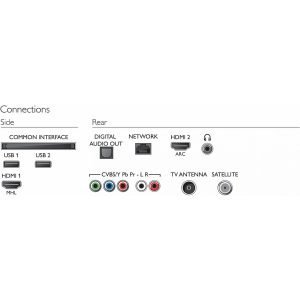 Connections
Side
Rear
COMMON INTERFACE
USB 1
USB 2
HDMI 1
MHL
DIGITAL
AUDIO OUT
NETWORK
HDMI 2
ARC
CVBS/Y Pb Pr - L R
TV ANTENNA
SATELLITE